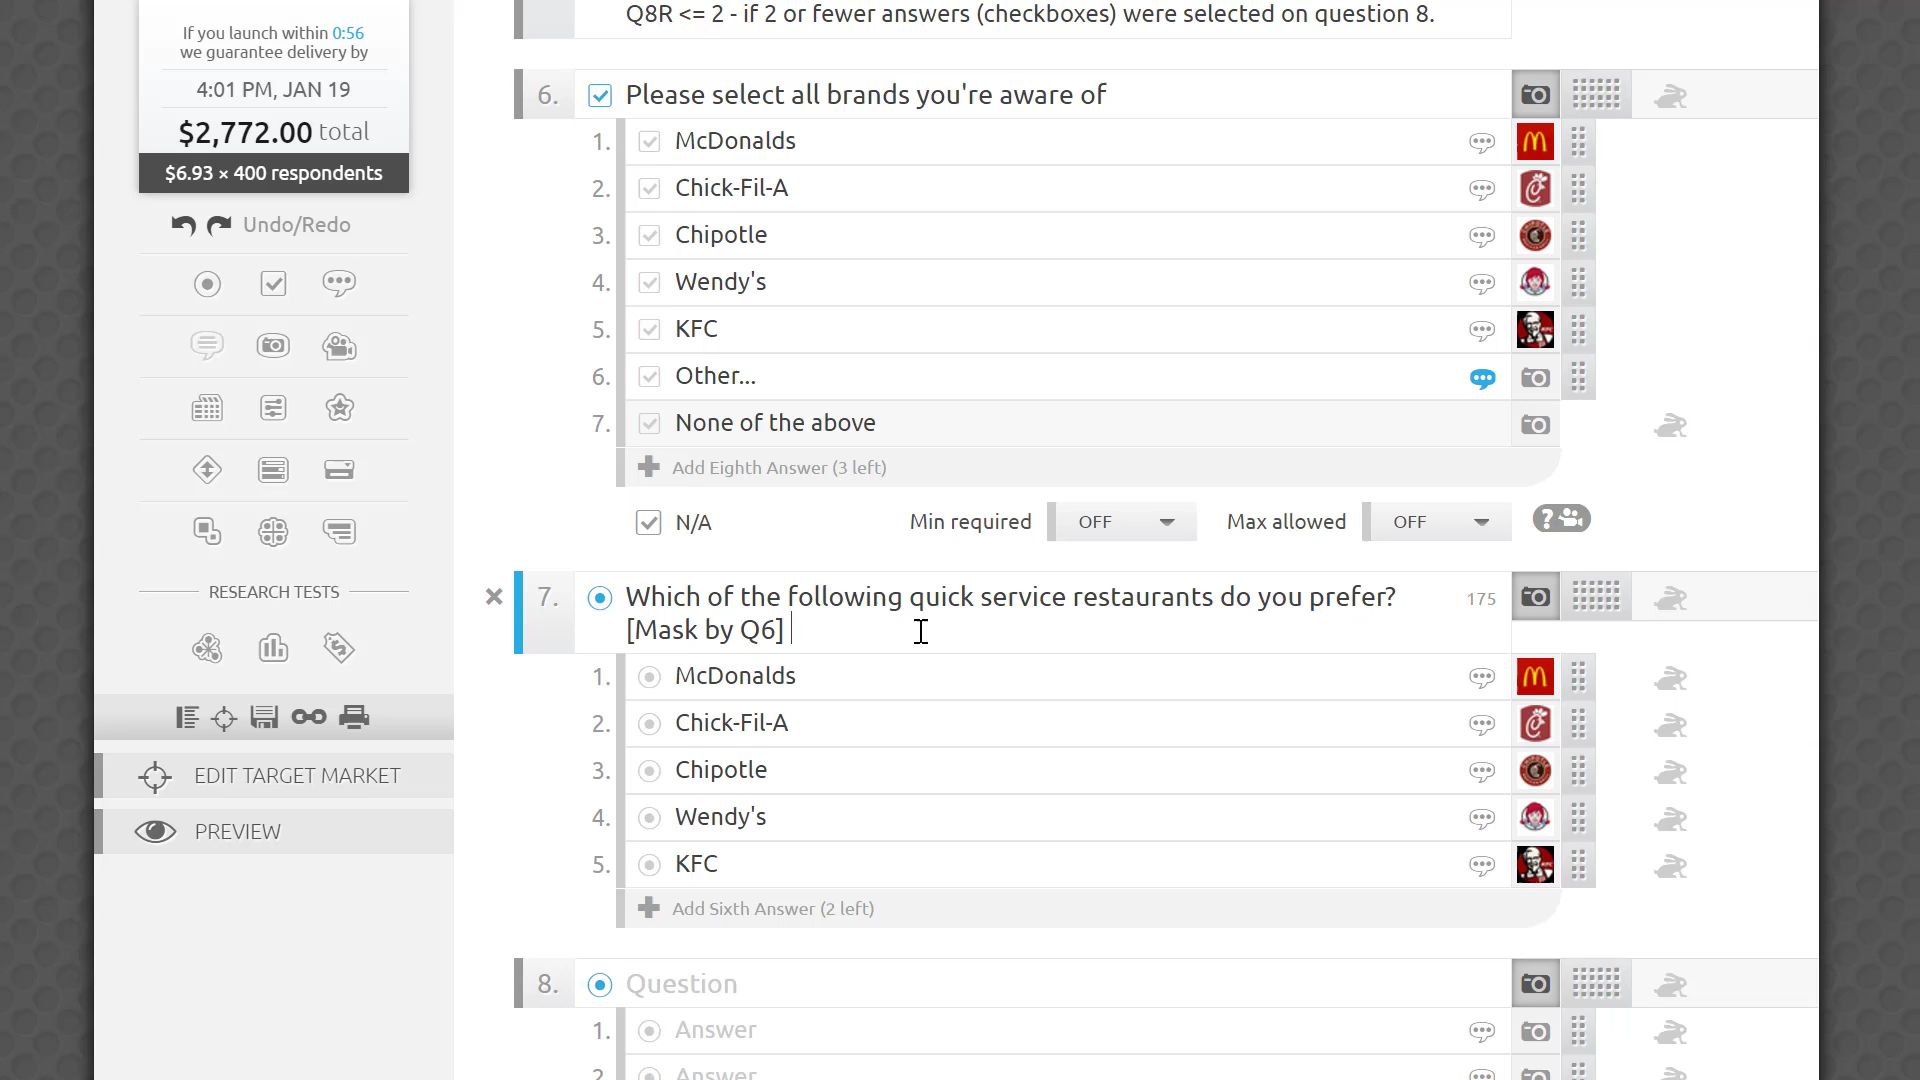 If you launch within 0:56
we guarantee delivery by
4:01 PM, JAN 19
$2,772.00 total
$6.93 × 400 respondents
Undo/Redo
RESEARCH TESTS
EDIT TARGET MARKET
PREVIEW
Q8R <= 2 - if 2 or fewer answers (checkboxes) were selected on question 8.
6. Please select all brands you're aware of
1. McDonalds
2. Chick-Fil-A
3. Chipotle
4. Wendy's
5. KFC
6. Other...
7. None of the above
Add Eighth Answer (3 left)
N/A Min required OFF Max allowed OFF ?
7. Which of the following quick service restaurants do you prefer? 175
[Mask by Q6]
1. McDonalds
2. Chick-Fil-A
3. Chipotle
4. Wendy's
5. KFC
Add Sixth Answer (2 left)
8. Question
1. Answer
2. Answer